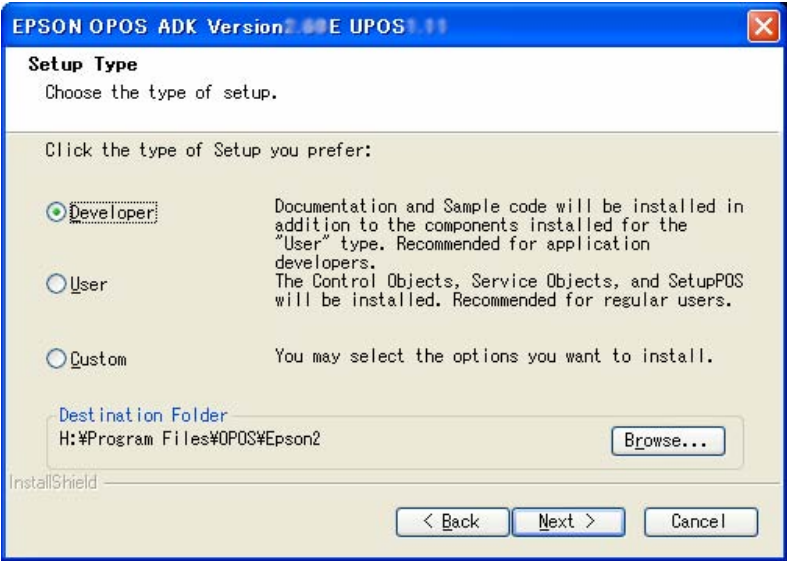 EPSON OPOS ADK Version E UPOS
Setup Type
Choose the type of setup.
Click the type of Setup you prefer:
Developer
Documentation and Sample code will be installed in
addition to the components installed for the
"User" type. Recommended for application
developers.
User
The Control Objects, Service Objects, and SetupPOS
will be installed. Recommended for regular users.
Custom
You may select the options you want to install.
Destination Folder
H:¥Program Files¥OPOS¥Epson2
Browse...
InstallShield
< Back
Next >
Cancel